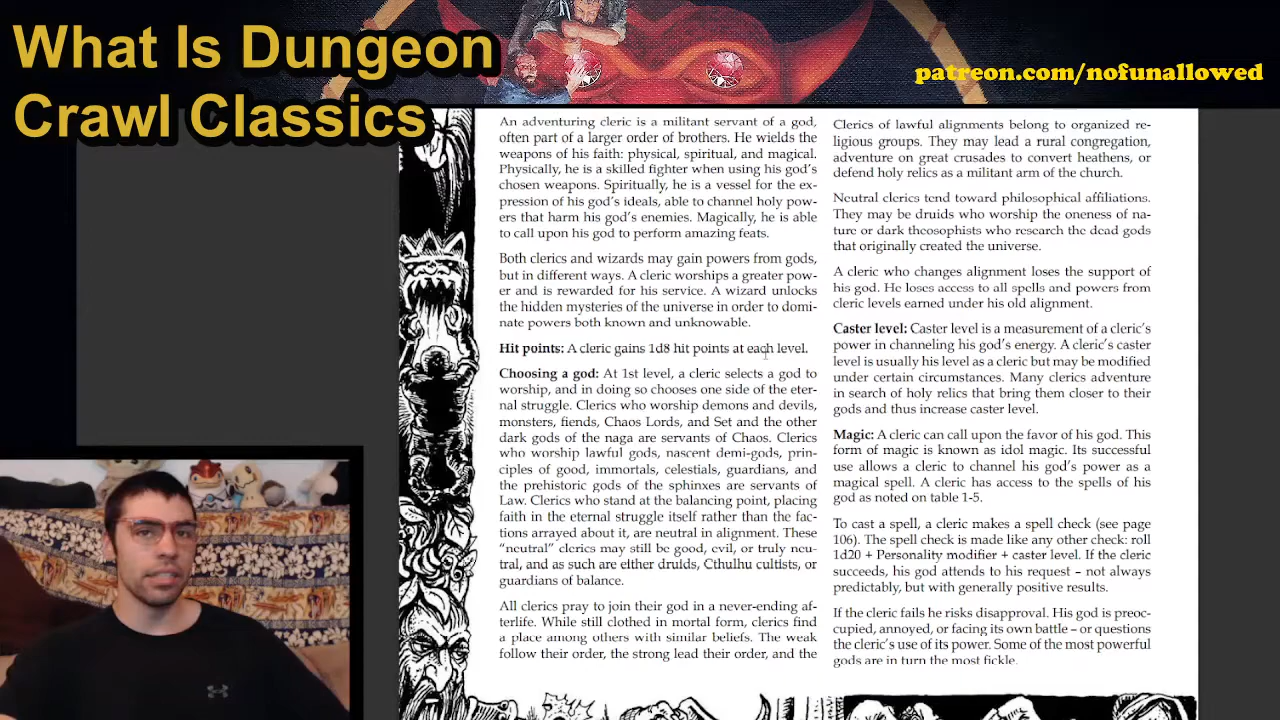 What Is Dungeon
Crawl Classics
patreon.com/nofunallowed
An adventuring cleric is a militant servant of a god,
often part of a larger order of brothers. He wields the
weapons of his faith: physical, spiritual, and magical.
Physically, he is a skilled fighter when using his god's
chosen weapons. Spiritually, he is a vessel for the ex-
pression of his god's ideals, able to channel holy pow-
ers that harm his god's enemies. Magically, he is able
to call upon his god to perform amazing feats.
Both clerics and wizards may gain powers from gods,
but in different ways. A cleric worships a greater pow-
er and is rewarded for his service. A wizard unlocks
the hidden mysteries of the universe in order to domi-
nate powers both known and unknowable.
Hit points: A cleric gains 1d8 hit points at each level.
Choosing a god: At 1st level, a cleric selects a god to
worship, and in doing so chooses one side of the eter-
nal struggle. Clerics who worship demons and devils,
monsters, fiends, Chaos Lords, and Set and the other
dark gods of the naga are servants of Chaos. Clerics
who worship lawful gods, nascent demi-gods, prin-
ciples of good, immortals, celestials, guardians, and
the prehistoric gods of the sphinxes are servants of
Law. Clerics who stand at the balancing point, placing
faith in the eternal struggle itself rather than the fac-
tions arrayed about it, are neutral in alignment. These
“neutral” clerics may still be good, evil, or truly neu-
tral, and as such are either druids, Cthulhu cultists, or
guardians of balance.
All clerics pray to join their god in a never-ending af-
terlife. While still clothed in mortal form, clerics find
a place among others with similar beliefs. The weak
follow their order, the strong lead their order, and the
Clerics of lawful alignments belong to organized re-
ligious groups. They may lead a rural congregation,
adventure on great crusades to convert heathens, or
defend holy relics as a militant arm of the church.
Neutral clerics tend toward philosophical affiliations.
They may be druids who worship the oneness of na-
ture or dark theosophists who research the dead gods
that originally created the universe.
A cleric who changes alignment loses the support of
his god. He loses access to all spells and powers from
cleric levels earned under his old alignment.
Caster level: Caster level is a measurement of a cleric's
power in channeling his god's energy. A cleric's caster
level is usually his level as a cleric but may be modified
under certain circumstances. Many clerics adventure
in search of holy relics that bring them closer to their
gods and thus increase caster level.
Magic: A cleric can call upon the favor of his god. This
form of magic is known as idol magic. Its successful
use allows a cleric to channel his god's power as a
magical spell. A cleric has access to the spells of his
god as noted on table 1-5.
To cast a spell, a cleric makes a spell check (see page
106). The spell check is made like any other check: roll
1d20 + Personality modifier + caster level. If the cleric
succeeds, his god attends to his request – not always
predictably, but with generally positive results.
If the cleric fails he risks disapproval. His god is preoc-
cupied, annoyed, or facing its own battle – or questions
the cleric's use of its power. Some of the most powerful
gods are in turn the most fickle.